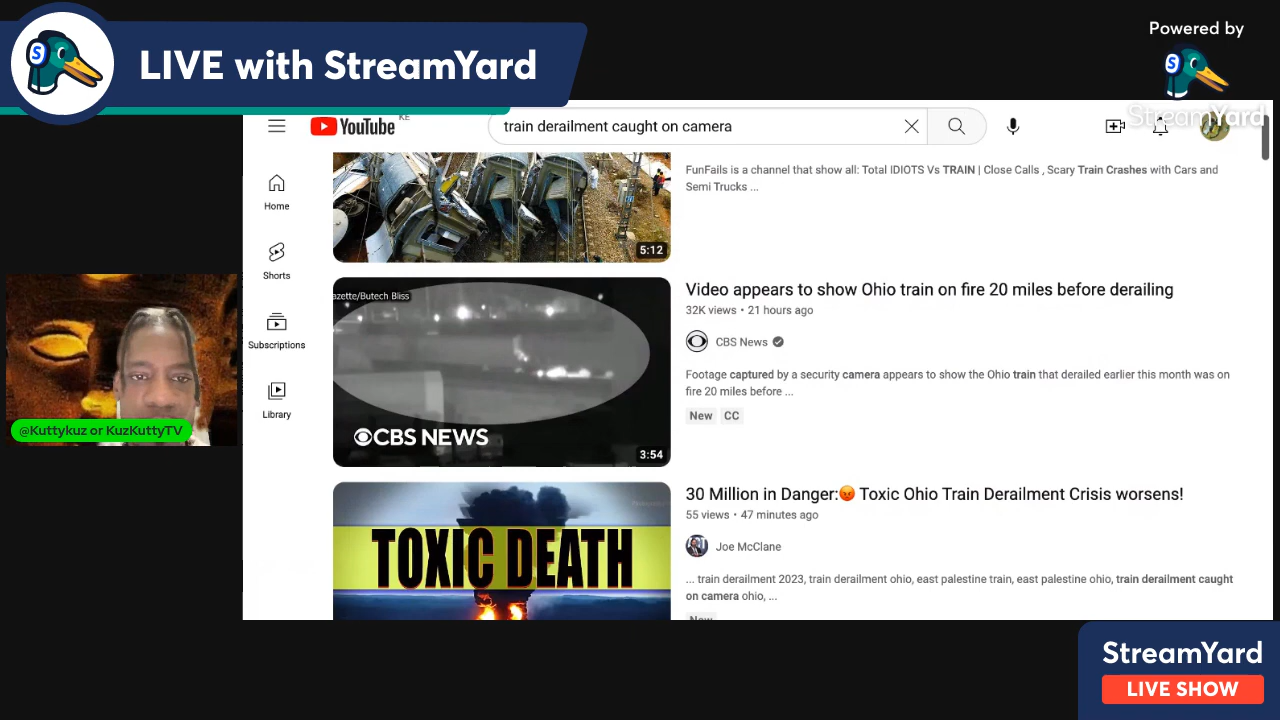 LIVE with StreamYard
Powered by
StreamYard
YouTube KE
train derailment caught on camera
Home
Shorts
Subscriptions
Library
5:12
FunFails is a channel that show all: Total IDIOTS Vs TRAIN | Close Calls , Scary Train Crashes with Cars and
Semi Trucks ...
azette/Butech Bliss
CBS NEWS
3:54
Video appears to show Ohio train on fire 20 miles before derailing
32K views • 21 hours ago
CBS News
Footage captured by a security camera appears to show the Ohio train that derailed earlier this month was on
fire 20 miles before ...
New CC
TOXIC DEATH
30 Million in Danger:😡 Toxic Ohio Train Derailment Crisis worsens!
55 views • 47 minutes ago
Joe McClane
... train derailment 2023, train derailment ohio, east palestine train, east palestine ohio, train derailment caught
on camera ohio, ...
New
@Kuttykuz or KuzKuttyTV
StreamYard
LIVE SHOW